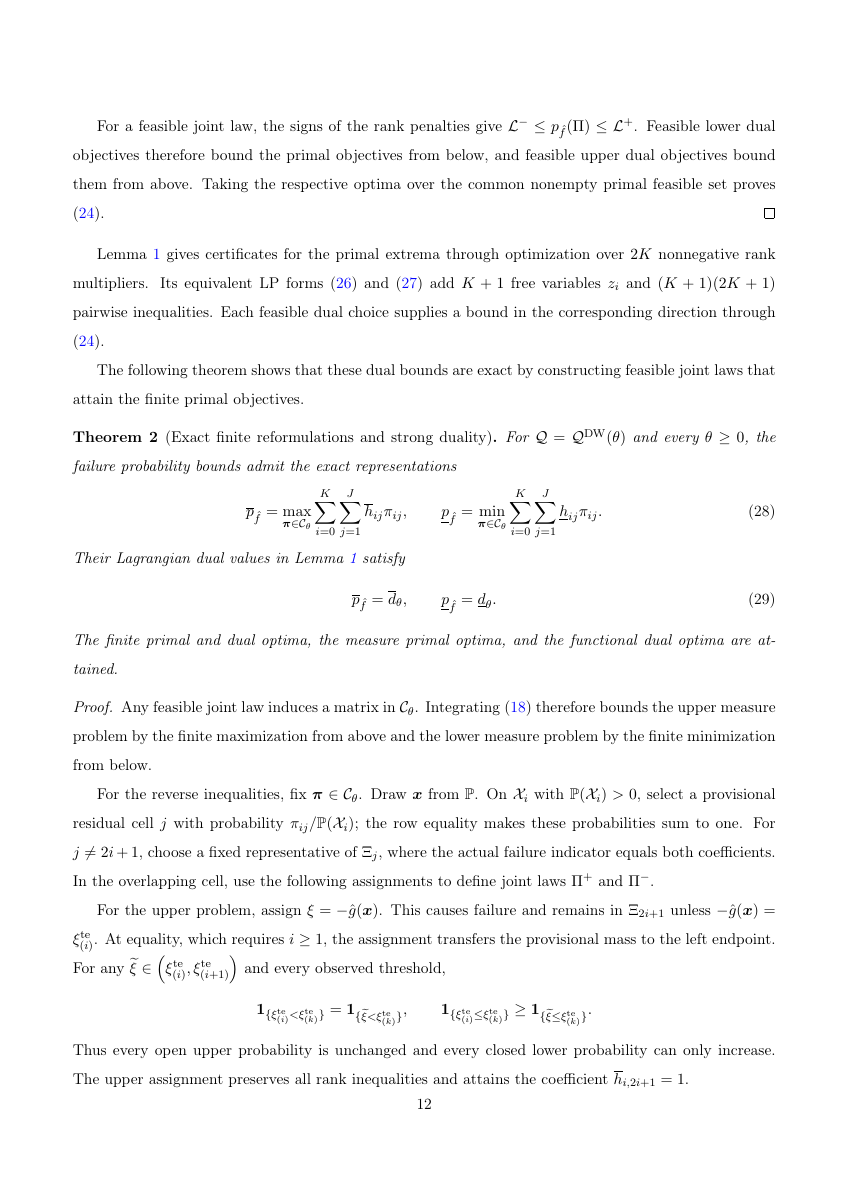 For a feasible joint law, the signs of the rank penalties give ℒ⁻ ≤ p_f̂(Π) ≤ ℒ⁺. Feasible lower dual
objectives therefore bound the primal objectives from below, and feasible upper dual objectives bound
them from above. Taking the respective optima over the common nonempty primal feasible set proves
(24). □
Lemma 1 gives certificates for the primal extrema through optimization over 2K nonnegative rank
multipliers. Its equivalent LP forms (26) and (27) add K + 1 free variables z_i and (K + 1)(2K + 1)
pairwise inequalities. Each feasible dual choice supplies a bound in the corresponding direction through
(24).
The following theorem shows that these dual bounds are exact by constructing feasible joint laws that
attain the finite primal objectives.
Theorem 2 (Exact finite reformulations and strong duality). For 𝒬 = 𝒬^DW(θ) and every θ ≥ 0, the
failure probability bounds admit the exact representations
p̅_f̂ = max_{π∈𝒞_θ} ∑_{i=0}^{K} ∑_{j=1}^{J} h̅_{ij}π_{ij}, p̲_f̂ = min_{π∈𝒞_θ} ∑_{i=0}^{K} ∑_{j=1}^{J} h̲_{ij}π_{ij}. (28)
Their Lagrangian dual values in Lemma 1 satisfy
p̅_f̂ = d̅_θ, p̲_f̂ = d̲_θ. (29)
The finite primal and dual optima, the measure primal optima, and the functional dual optima are at-
tained.
Proof. Any feasible joint law induces a matrix in 𝒞_θ. Integrating (18) therefore bounds the upper measure
problem by the finite maximization from above and the lower measure problem by the finite minimization
from below.
For the reverse inequalities, fix π ∈ 𝒞_θ. Draw x from ℙ. On 𝒳_i with ℙ(𝒳_i) > 0, select a provisional
residual cell j with probability π_{ij}/ℙ(𝒳_i); the row equality makes these probabilities sum to one. For
j ≠ 2i + 1, choose a fixed representative of Ξ_j, where the actual failure indicator equals both coefficients.
In the overlapping cell, use the following assignments to define joint laws Π⁺ and Π⁻.
For the upper problem, assign ξ = −ĝ(x). This causes failure and remains in Ξ_{2i+1} unless −ĝ(x) =
ξ^te_(i). At equality, which requires i ≥ 1, the assignment transfers the provisional mass to the left endpoint.
For any ξ̃ ∈ (ξ^te_(i), ξ^te_(i+1)) and every observed threshold,
𝟏_{ξ^te_(i)<ξ^te_(k)} = 𝟏_{ξ̃<ξ^te_(k)}, 𝟏_{ξ^te_(i)≤ξ^te_(k)} ≥ 𝟏_{ξ̃≤ξ^te_(k)}.
Thus every open upper probability is unchanged and every closed lower probability can only increase.
The upper assignment preserves all rank inequalities and attains the coefficient h̅_{i,2i+1} = 1.
12